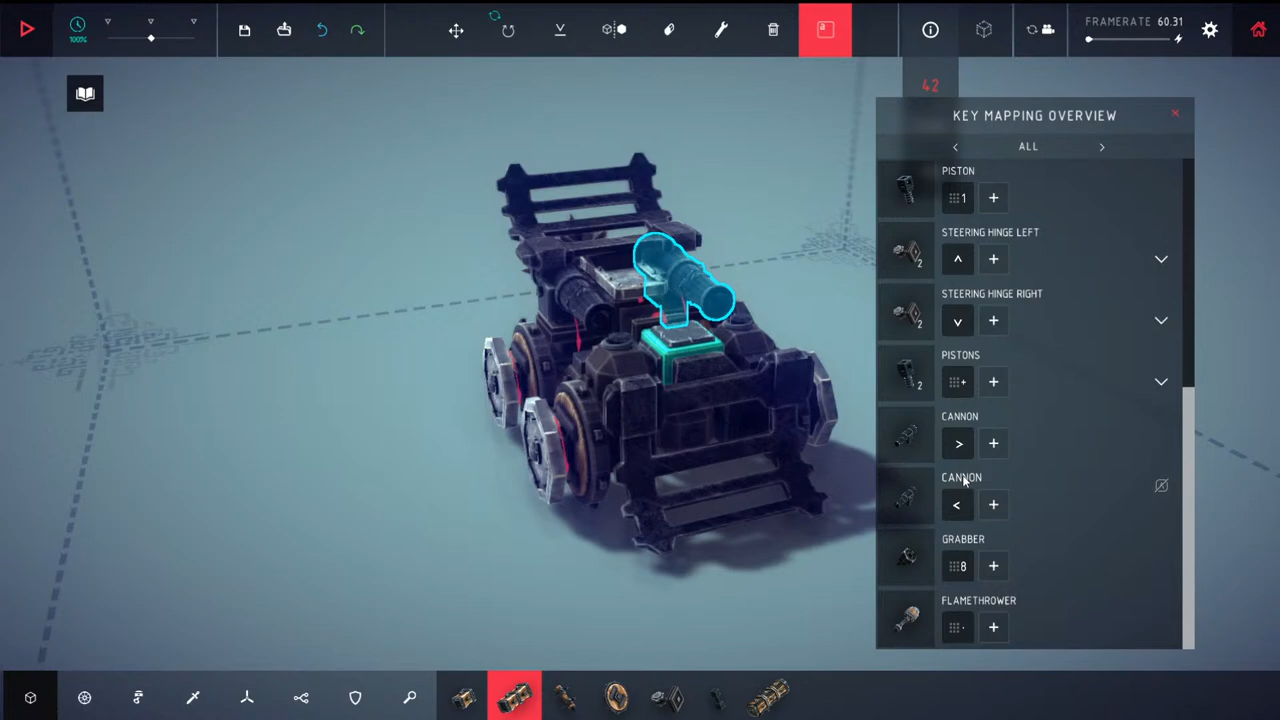 100%
FRAMERATE 60.31
42
KEY MAPPING OVERVIEW
ALL
PISTON
1
STEERING HINGE LEFT
2
STEERING HINGE RIGHT
2
PISTONS
2
+
CANNON
>
CANNON
<
GRABBER
8
FLAMETHROWER
.